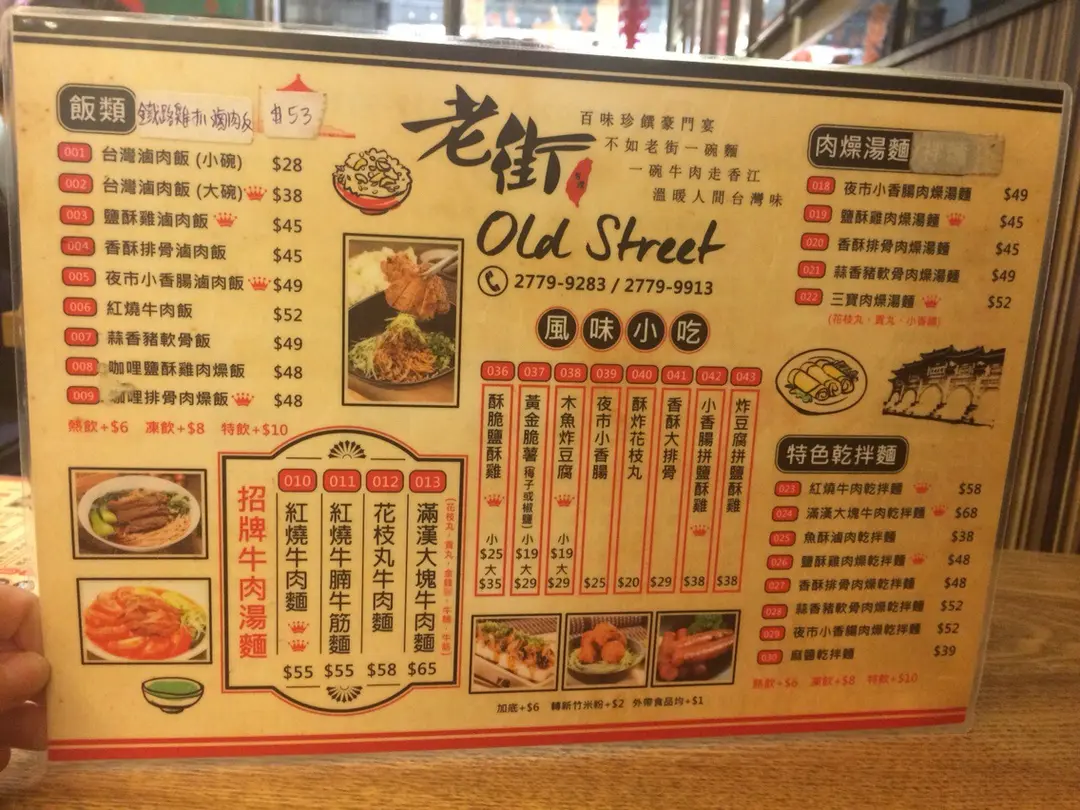 飯類
$53
001 台灣滷肉飯 (小碗) $28
002 台灣滷肉飯 (大碗) $38
003 鹽酥雞滷肉飯 $45
004 香酥排骨滷肉飯 $45
005 夜市小香腸滷肉飯 $49
006 紅燒牛肉飯 $52
007 蒜香豬軟骨飯 $49
008 咖哩鹽酥雞肉燥飯 $48
009 咖哩排骨肉燥飯 $48
熱飲+$6 凍飲+$8 特飲+$10
老街
台灣
Old Street
百味珍饌豪門宴
不如老街一碗麵
一碗牛肉走香江
溫暖人間台灣味
2779-9283 / 2779-9913
招牌牛肉湯麵
010 紅燒牛肉麵 $55
011 紅燒牛腩牛筋麵 $55
012 花枝丸牛肉麵 $58
013 滿漢大塊牛肉麵 $65
風味小吃
036 酥脆鹽酥雞 小$25 大$35
037 黃金脆薯(梅子或椒鹽) 小$19 大$29
038 木魚炸豆腐 小$19 大$29
039 夜市小香腸 $25
040 酥炸花枝丸 $20
041 香酥大排骨 $29
042 小香腸拼鹽酥雞 $38
043 炸豆腐拼鹽酥雞 $38
加底+$6 轉新竹米粉+$2 外帶食品均+$1
肉燥湯麵
018 夜市小香腸肉燥湯麵 $49
019 鹽酥雞肉燥湯麵 $45
020 香酥排骨肉燥湯麵 $45
021 蒜香豬軟骨肉燥湯麵 $49
022 三寶肉燥湯麵 $52
(花枝丸、貢丸、小香腸)
特色乾拌麵
023 紅燒牛肉乾拌麵 $58
024 滿漢大塊牛肉乾拌麵 $68
025 魚酥滷肉乾拌麵 $38
026 鹽酥雞肉燥乾拌麵 $48
027 香酥排骨肉燥乾拌麵 $48
028 蒜香豬軟骨肉燥乾拌麵 $52
029 夜市小香腸肉燥乾拌麵 $52
030 麻醬乾拌麵 $39
熱飲+$6 凍飲+$8 特飲+$10